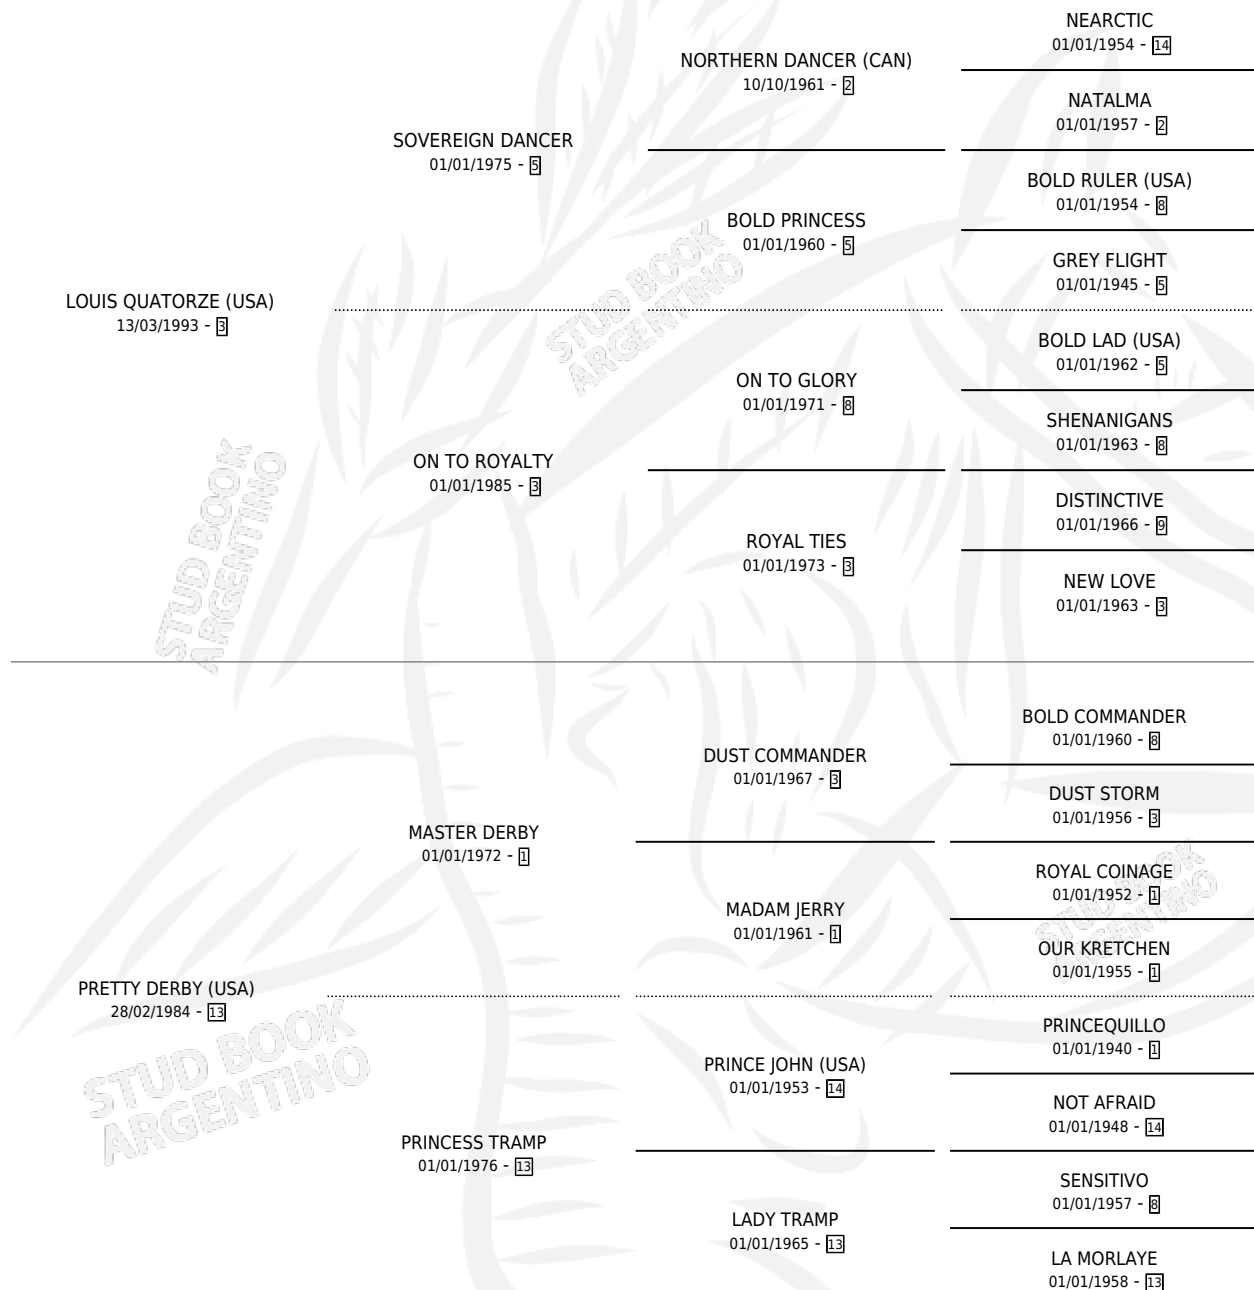 NEARCTIC
01/01/1954 - 14
NORTHERN DANCER (CAN)
10/10/1961 - 2
NATALMA
01/01/1957 - 2
SOVEREIGN DANCER
01/01/1975 - 5
BOLD RULER (USA)
01/01/1954 - 8
BOLD PRINCESS
01/01/1960 - 5
GREY FLIGHT
01/01/1945 - 5
LOUIS QUATORZE (USA)
13/03/1993 - 3
STUD BOOK
ARGENTINO
BOLD LAD (USA)
01/01/1962 - 5
ON TO GLORY
01/01/1971 - 8
SHENANIGANS
01/01/1963 - 8
ON TO ROYALTY
01/01/1985 - 3
DISTINCTIVE
01/01/1966 - 9
ROYAL TIES
01/01/1973 - 3
NEW LOVE
01/01/1963 - 3
STUD BOOK
ARGENTINO
BOLD COMMANDER
01/01/1960 - 8
DUST COMMANDER
01/01/1967 - 3
DUST STORM
01/01/1956 - 3
MASTER DERBY
01/01/1972 - 1
ROYAL COINAGE
01/01/1952 - 1
MADAM JERRY
01/01/1961 - 1
OUR KRETCHEN
01/01/1955 - 1
STUD BOOK
ARGENTINO
PRETTY DERBY (USA)
28/02/1984 - 13
PRINCEQUILLO
01/01/1940 - 1
PRINCE JOHN (USA)
01/01/1953 - 14
NOT AFRAID
01/01/1948 - 14
STUD BOOK
ARGENTINO
PRINCESS TRAMP
01/01/1976 - 13
SENSITIVO
01/01/1957 - 8
LADY TRAMP
01/01/1965 - 13
LA MORLAYE
01/01/1958 - 13